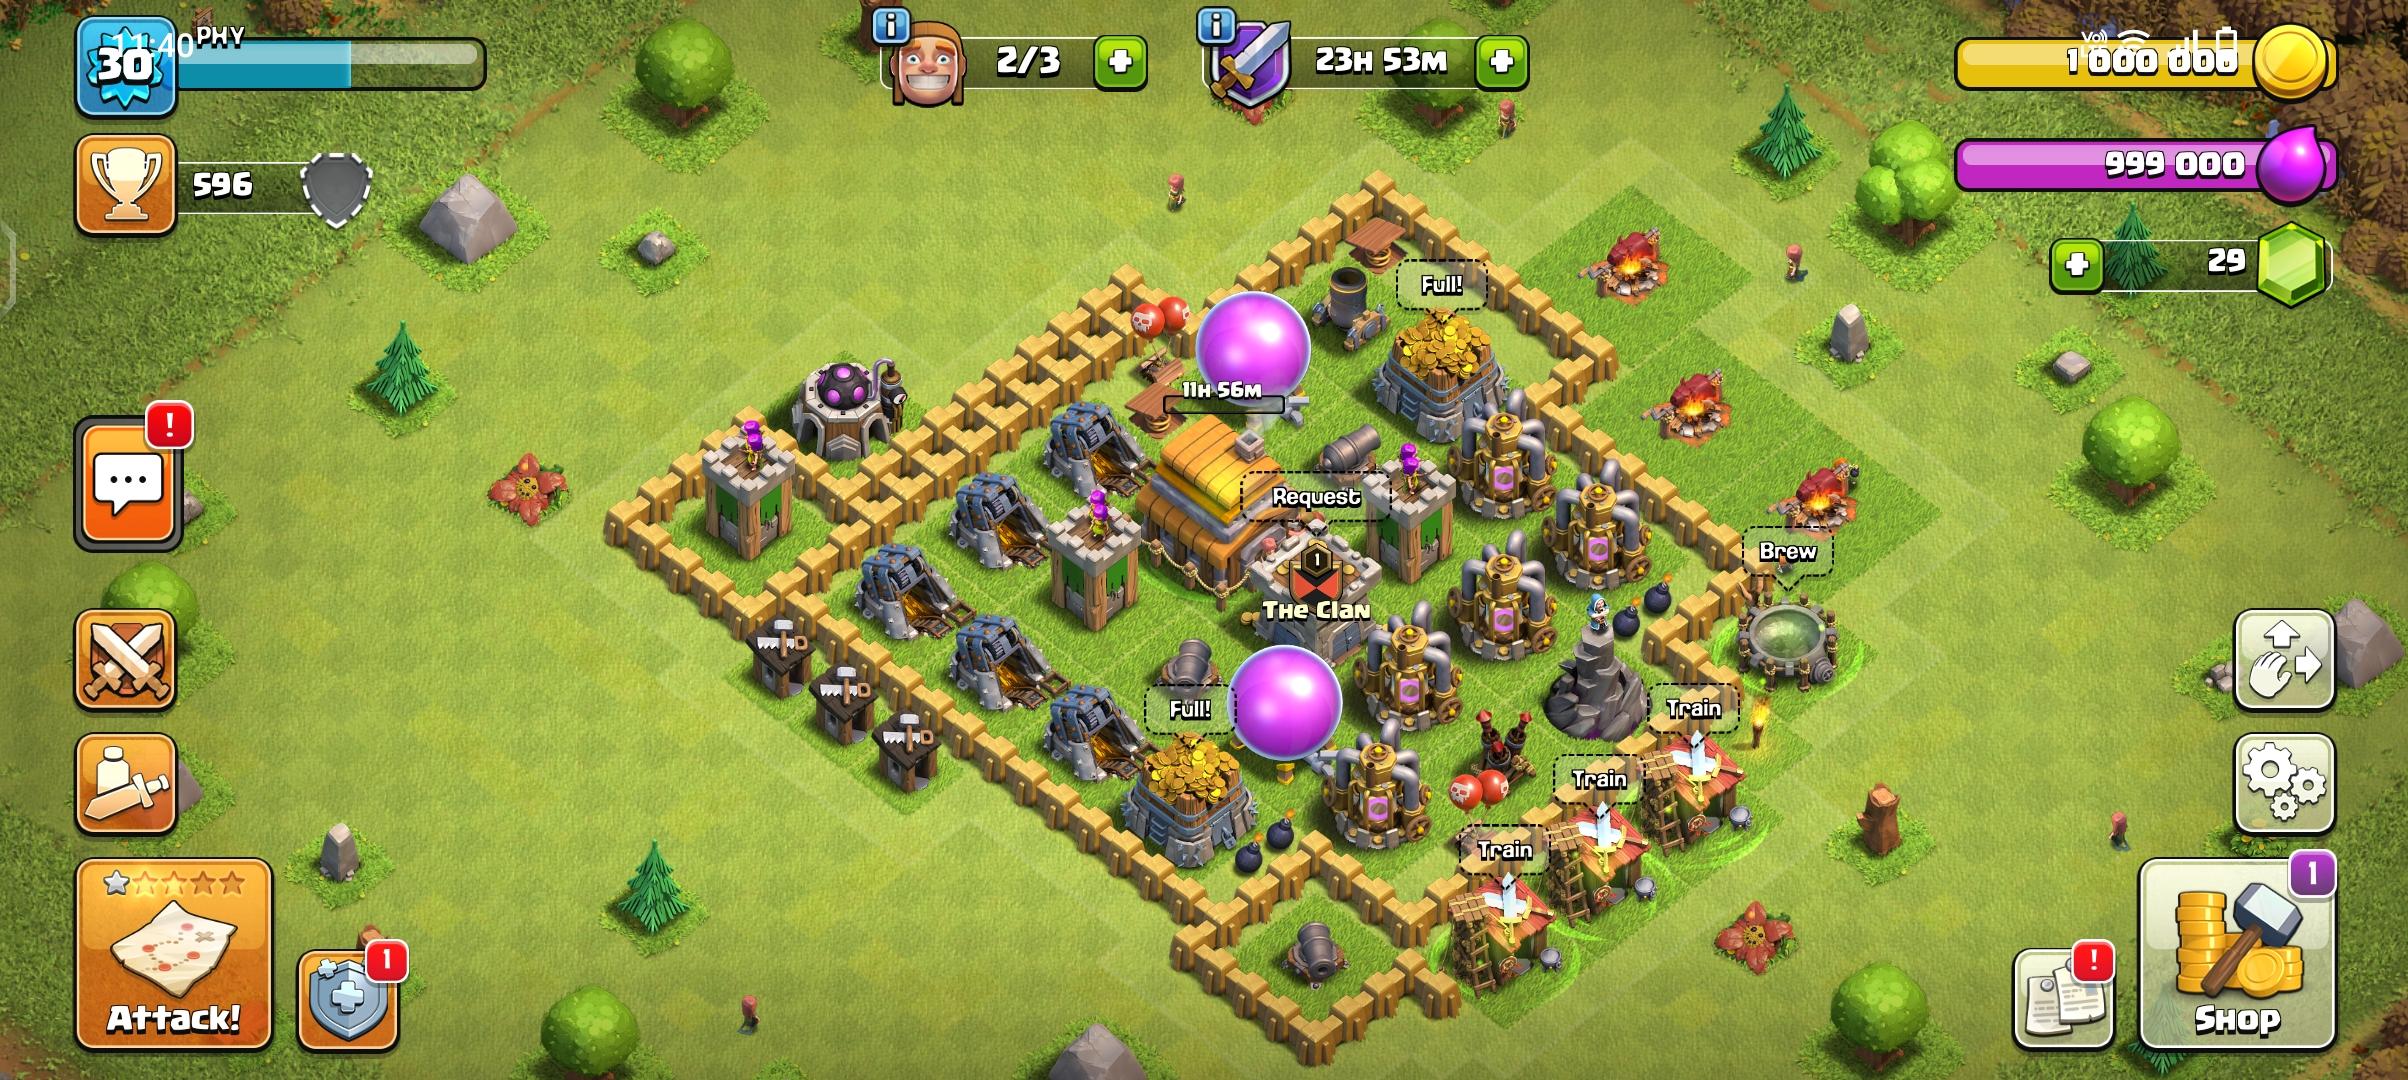 11:40
PHY
30
2/3
23H 53M
1 000 000
596
999 000
29
Full!
11H 56M
Request
Brew
1
The Clan
Full!
Train
Train
Train
1
1
Attack!
Shop